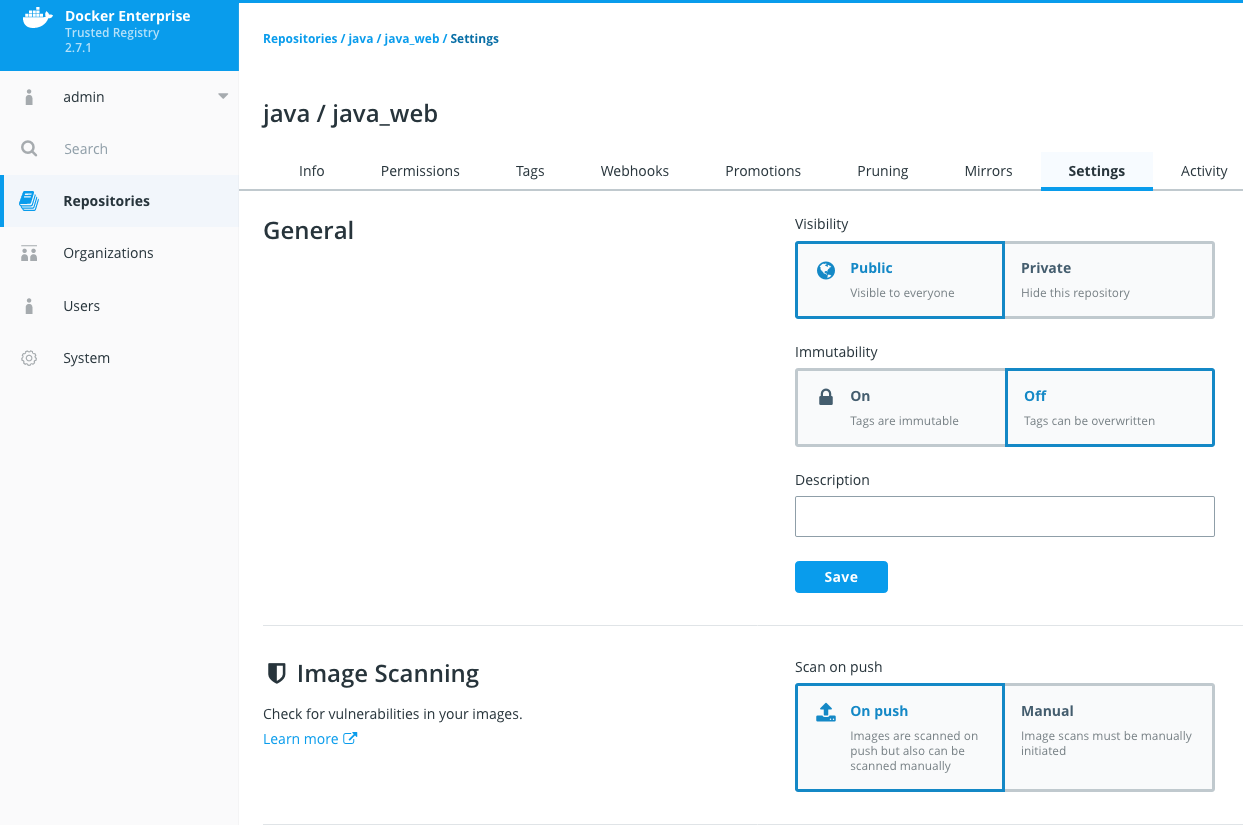 Docker Enterprise
Trusted Registry
2.7.1
admin
Search
Repositories
Organizations
Users
System
Repositories / java / java_web / Settings
java / java_web
Info
Permissions
Tags
Webhooks
Promotions
Pruning
Mirrors
Settings
Activity
General
Visibility
Public
Visible to everyone
Private
Hide this repository
Immutability
On
Tags are immutable
Off
Tags can be overwritten
Description
Save
Image Scanning
Check for vulnerabilities in your images.
Learn more
Scan on push
On push
Images are scanned on
push but also can be
scanned manually
Manual
Image scans must be manually
initiated